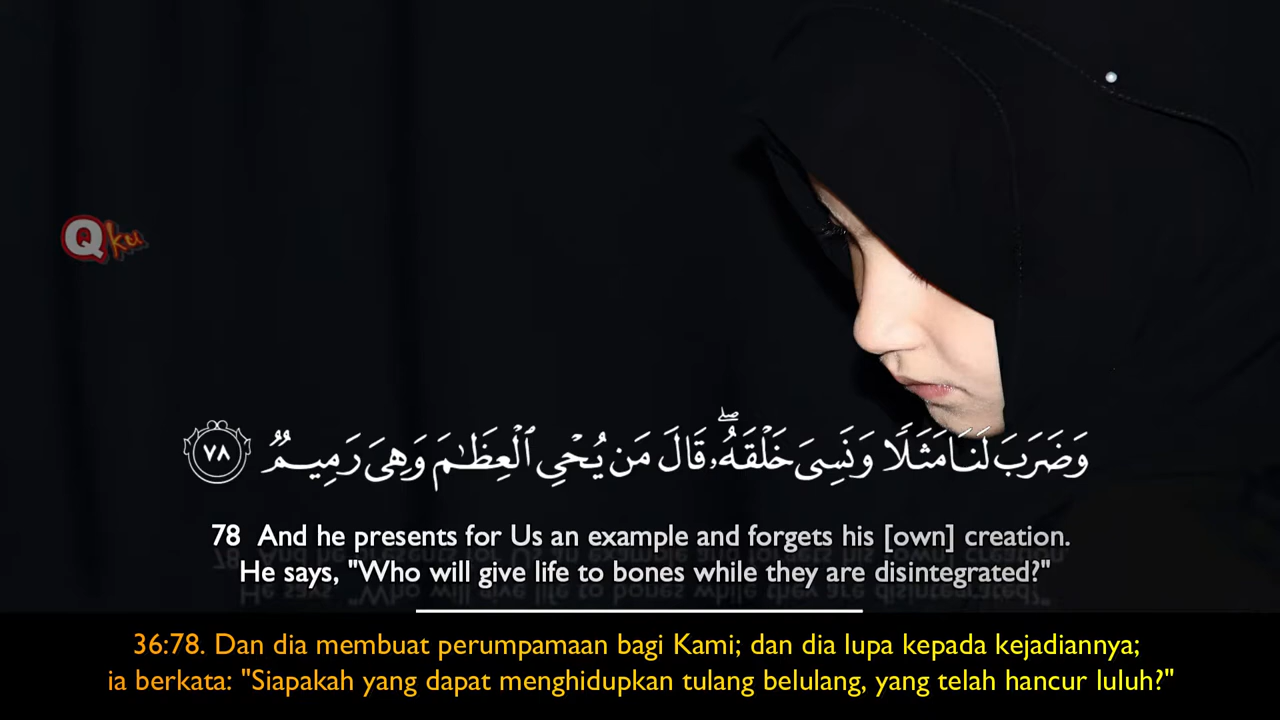 Qku
وَضَرَبَ لَنَا مَثَلًا وَنَسِىَ خَلْقَهُۥ ۖ قَالَ مَن يُحْىِ ٱلْعِظَـٰمَ وَهِىَ رَمِيمٌ ٧٨
78 And he presents for Us an example and forgets his [own] creation.
He says, "Who will give life to bones while they are disintegrated?"
36:78. Dan dia membuat perumpamaan bagi Kami; dan dia lupa kepada kejadiannya;
ia berkata: "Siapakah yang dapat menghidupkan tulang belulang, yang telah hancur luluh?"